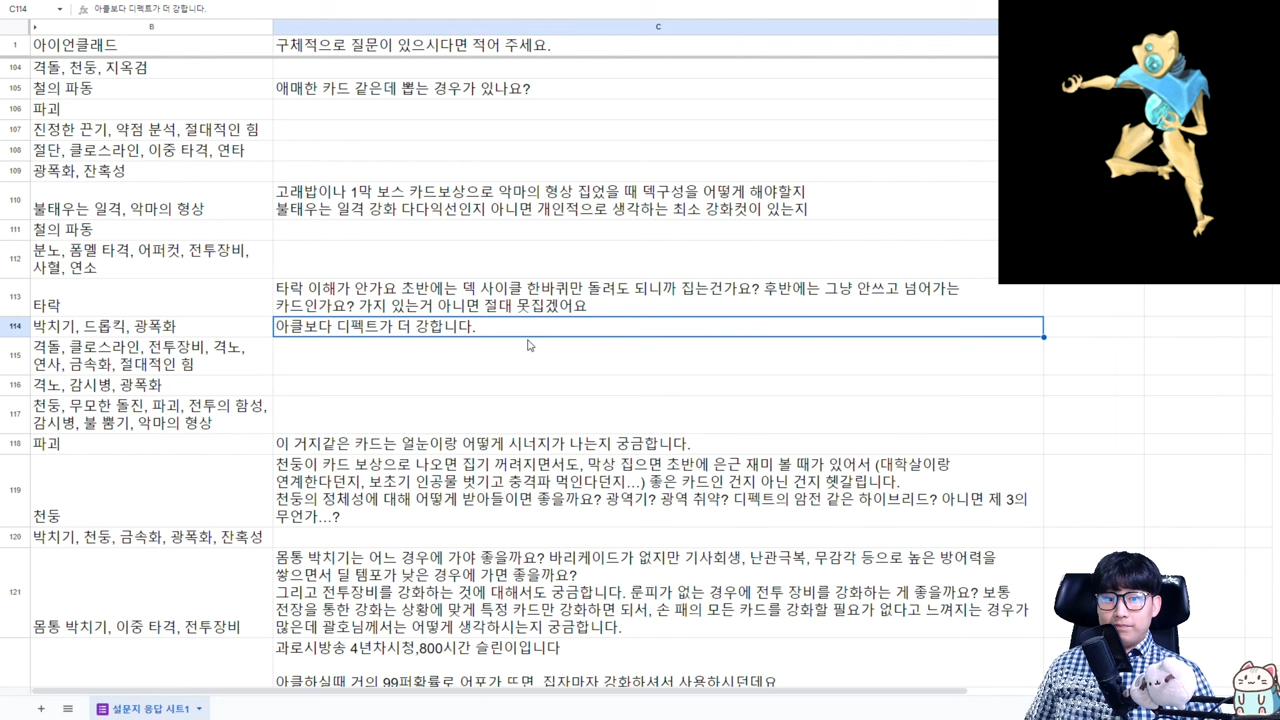 C114
fx
아클보다 디펙트가 더 강합니다.
B
C
1
아이언클래드
구체적으로 질문이 있으시다면 적어 주세요.
104
격돌, 천둥, 지옥검
105
철의 파동
애매한 카드 같은데 뽑는 경우가 있나요?
106
파괴
107
진정한 끈기, 약점 분석, 절대적인 힘
108
절단, 클로스라인, 이중 타격, 연타
109
광폭화, 잔혹성
110
불태우는 일격, 악마의 형상
고래밥이나 1막 보스 카드보상으로 악마의 형상 집었을 때 덱구성을 어떻게 해야할지
불태우는 일격 강화 다다익선인지 아니면 개인적으로 생각하는 최소 강화컷이 있는지
111
철의 파동
112
분노, 폼멜 타격, 어퍼컷, 전투장비,
사혈, 연소
113
타락
타락 이해가 안가요 초반에는 덱 사이클 한바퀴만 돌려도 되니까 집는건가요? 후반에는 그냥 안쓰고 넘어가는
카드인가요? 가지 있는거 아니면 절대 못집겠어요
114
박치기, 드롭킥, 광폭화
아클보다 디펙트가 더 강합니다.
115
격돌, 클로스라인, 전투장비, 격노,
연사, 금속화, 절대적인 힘
116
격노, 감시병, 광폭화
117
천둥, 무모한 돌진, 파괴, 전투의 함성,
감시병, 불 뿜기, 악마의 형상
118
파괴
이 거지같은 카드는 얼눈이랑 어떻게 시너지가 나는지 궁금합니다.
119
천둥
천둥이 카드 보상으로 나오면 집기 꺼려지면서도, 막상 집으면 초반에 은근 재미 볼 때가 있어서 (대학살이랑
연계한다던지, 보초기 인공물 벗기고 충격파 먹인다던지...) 좋은 카드인 건지 아닌 건지 헷갈립니다.
천둥의 정체성에 대해 어떻게 받아들이면 좋을까요? 광역기? 광역 취약? 디펙트의 암전 같은 하이브리드? 아니면 제 3의
무언가...?
120
박치기, 천둥, 금속화, 광폭화, 잔혹성
121
몸통 박치기, 이중 타격, 전투장비
몸통 박치기는 어느 경우에 가야 좋을까요? 바리케이드가 없지만 기사회생, 난관극복, 무감각 등으로 높은 방어력을
쌓으면서 딜 템포가 낮은 경우에 가면 좋을까요?
그리고 전투장비를 강화하는 것에 대해서도 궁금합니다. 룬피가 없는 경우에 전투 장비를 강화하는 게 좋을까요? 보통
전장을 통한 강화는 상황에 맞게 특정 카드만 강화하면 되서, 손 패의 모든 카드를 강화할 필요가 없다고 느껴지는 경우가
많은데 괄호님께서는 어떻게 생각하시는지 궁금합니다.
과로시방송 4년차시청,800시간 슬린이입니다
아클하실때 거의 99퍼확률로 어포가 뜨면, 집자마자 강화하셔서 사용하시던데요
설문지 응답 시트1